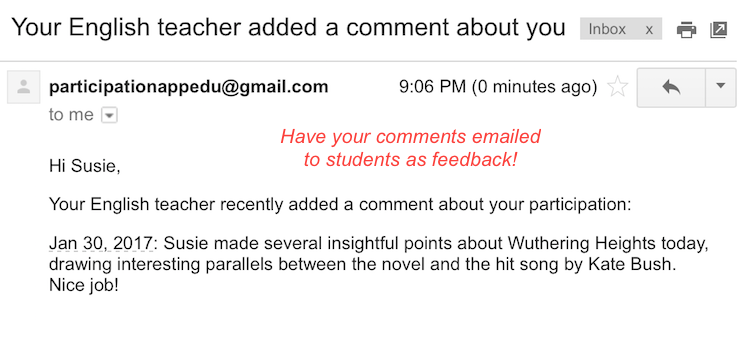 Your English teacher added a comment about you Inbox x
participationappedu@gmail.com 9:06 PM (0 minutes ago)
to me
Have your comments emailed
to students as feedback!
Hi Susie,
Your English teacher recently added a comment about your participation:
Jan 30, 2017: Susie made several insightful points about Wuthering Heights today,
drawing interesting parallels between the novel and the hit song by Kate Bush.
Nice job!